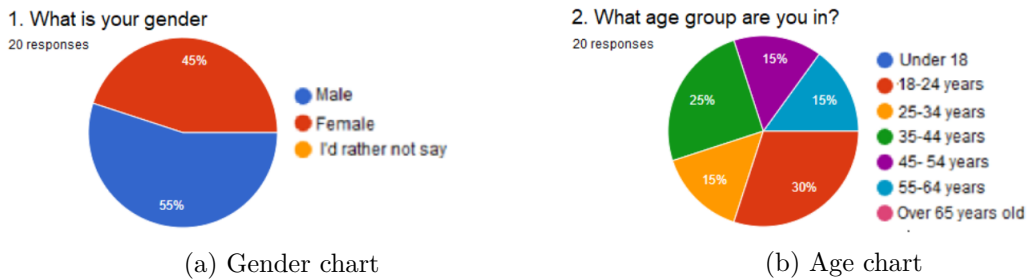 1. What is your gender
20 responses
45%
55%
Male
Female
I'd rather not say
(a) Gender chart
2. What age group are you in?
20 responses
15%
15%
25%
15%
30%
Under 18
18-24 years
25-34 years
35-44 years
45- 54 years
55-64 years
Over 65 years old
(b) Age chart